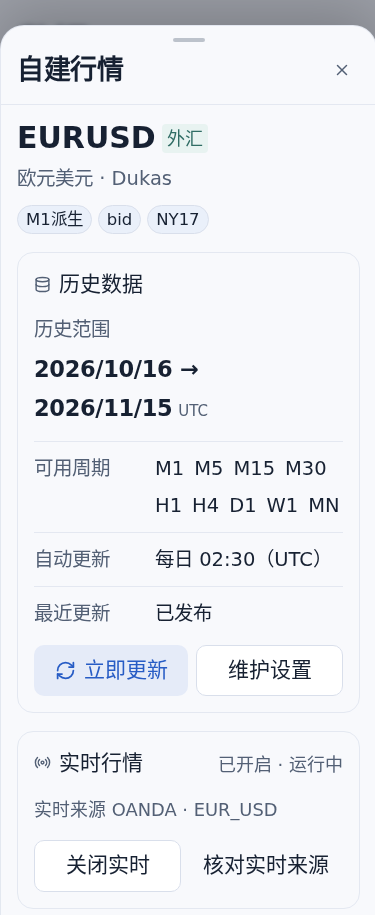 自建行情 ×
EURUSD 外汇
欧元美元 · Dukas
M1派生 bid NY17
历史数据
历史范围
2026/10/16 →
2026/11/15 UTC
可用周期 M1 M5 M15 M30
H1 H4 D1 W1 MN
自动更新 每日 02:30（UTC）
最近更新 已发布
立即更新 维护设置
实时行情 已开启 · 运行中
实时来源 OANDA · EUR_USD
关闭实时 核对实时来源